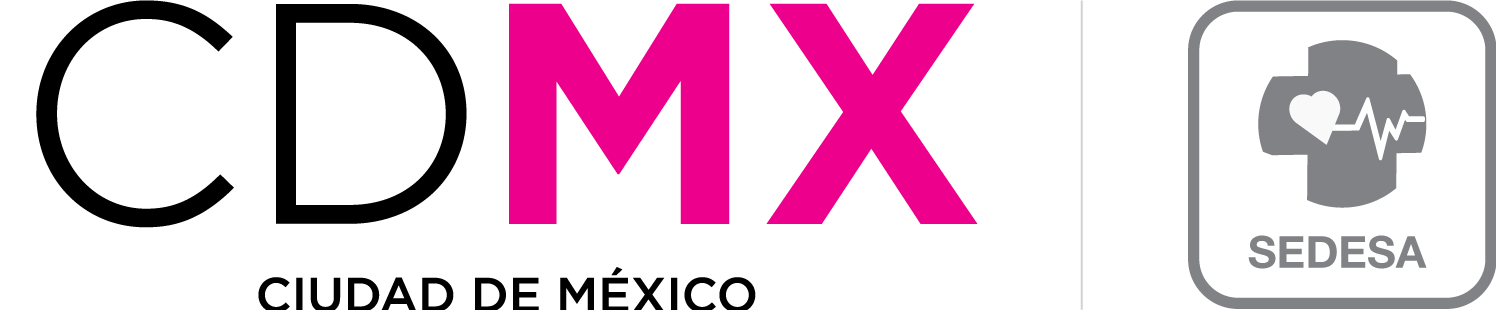 CDMX
CIUDAD DE MÉXICO
SEDESA